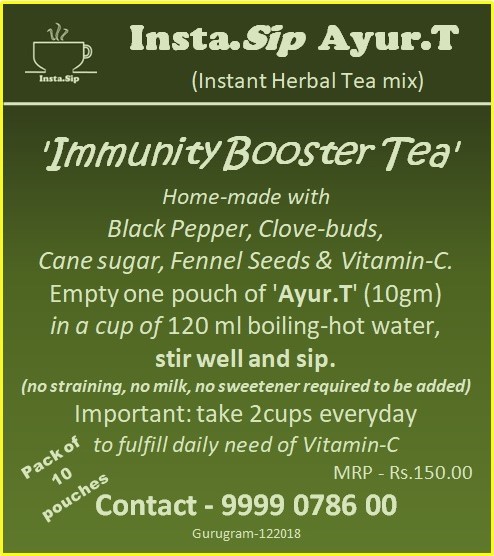 Insta.Sip
Insta.Sip Ayur.T
(Instant Herbal Tea mix)
'Immunity Booster Tea'
Home-made with
Black Pepper, Clove-buds,
Cane sugar, Fennel Seeds & Vitamin-C.
Empty one pouch of 'Ayur.T' (10gm)
in a cup of 120 ml boiling-hot water,
stir well and sip.
(no straining, no milk, no sweetener required to be added)
Important: take 2cups everyday
to fulfill daily need of Vitamin-C
Pack of
10
pouches
MRP - Rs.150.00
Contact - 9999 0786 00
Gurugram-122018